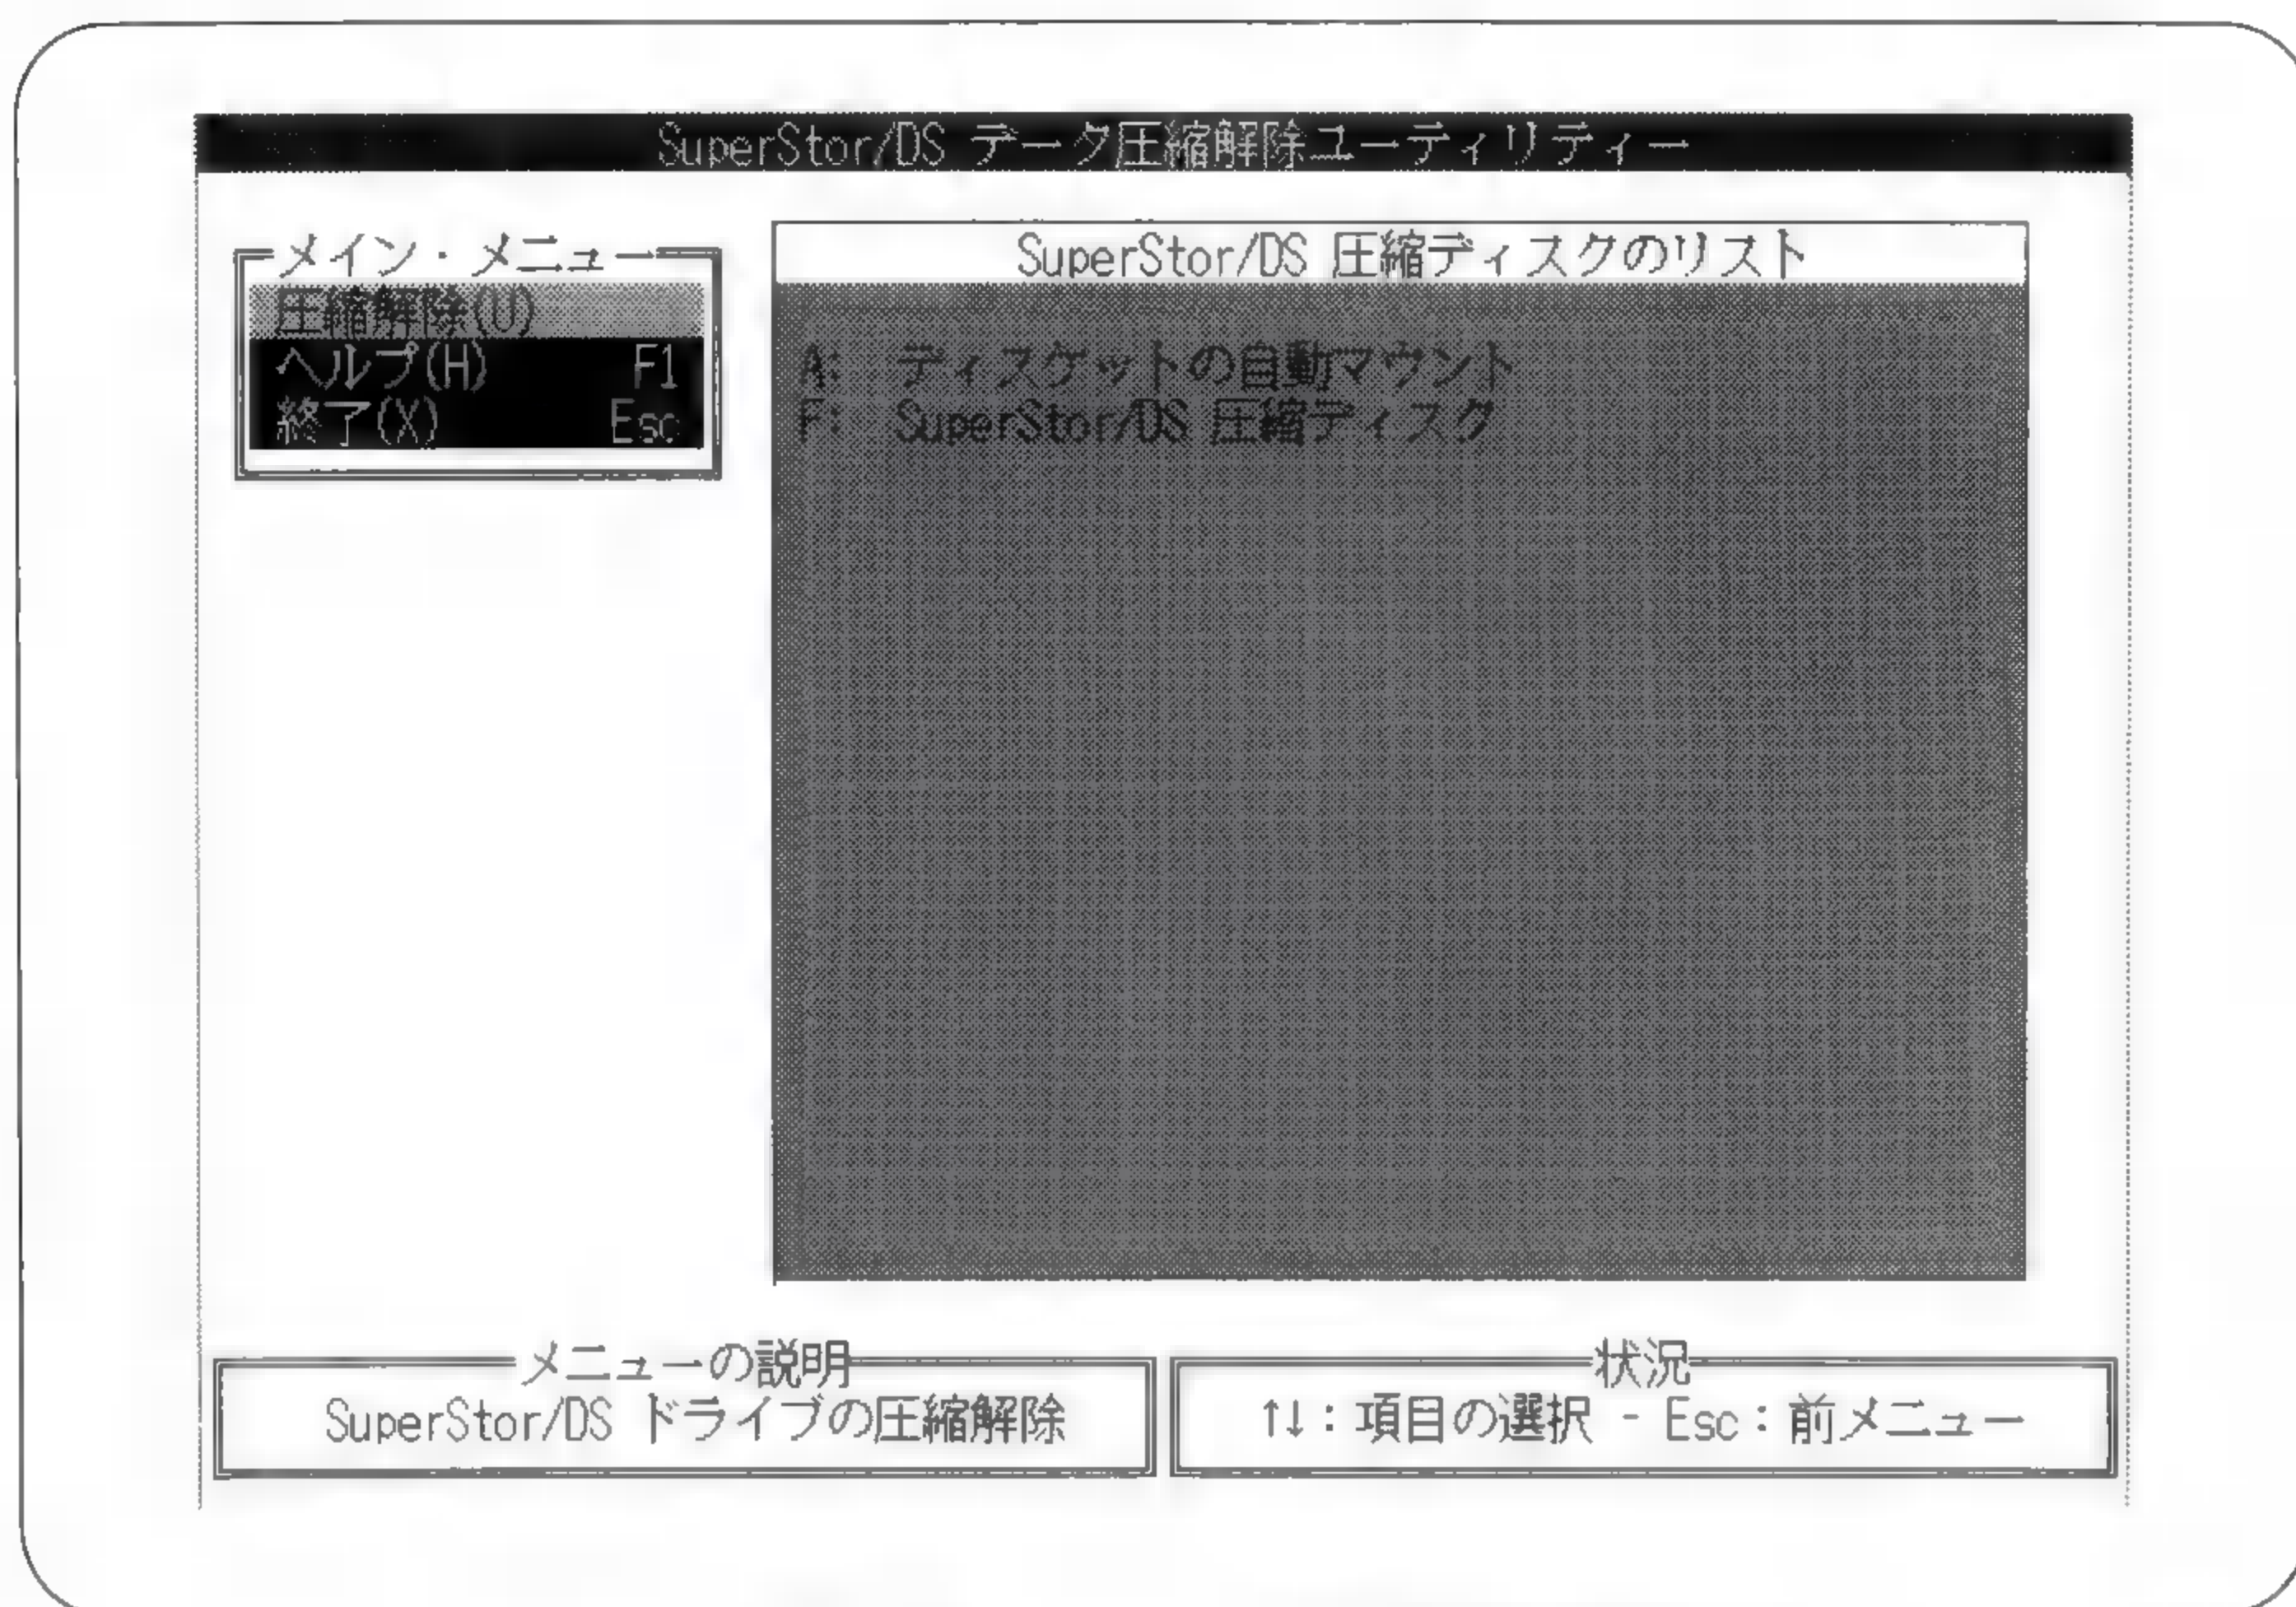 SuperStor/DS データ圧縮解除ユーティリティー
メイン・メニュー
圧縮解除(U)
ヘルプ(H) F1
終了(X) Esc
SuperStor/DS 圧縮ディスクのリスト
A: ディスケットの自動マウント
F: SuperStor/DS 圧縮ディスク
メニューの説明
SuperStor/DS ドライブの圧縮解除
状況
↑↓:項目の選択 - Esc:前メニュー